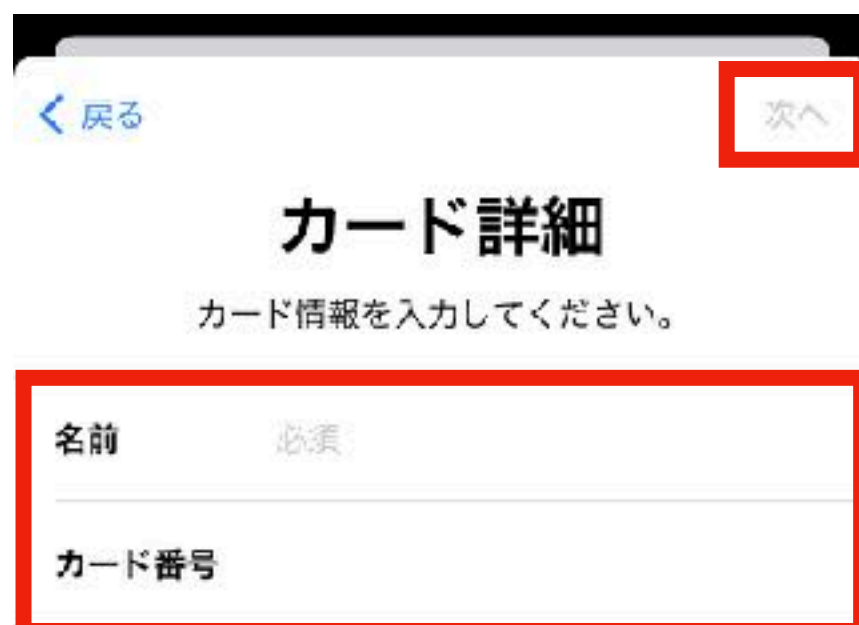 戻る
次へ
カード詳細
カード情報を入力してください。
名前 必須
カード番号